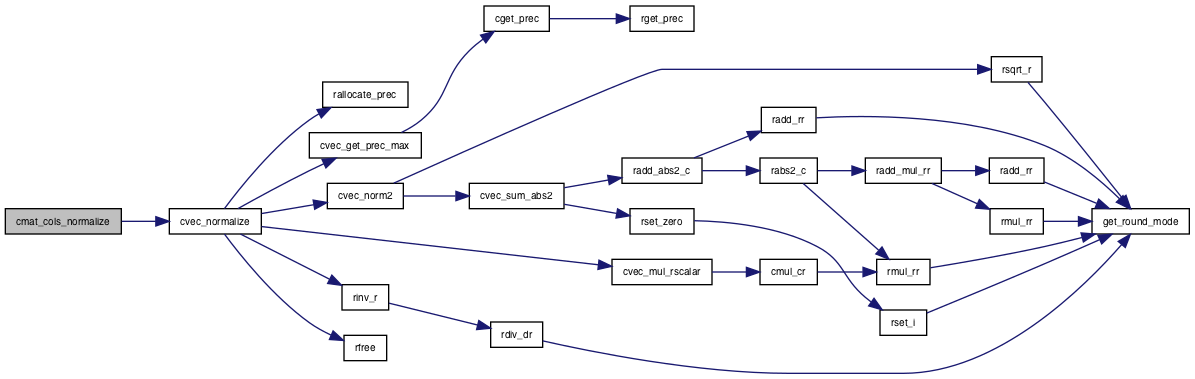 cget_prec
rget_prec
rsqrt_r
rallocate_prec
radd_rr
cvec_get_prec_max
radd_abs2_c
rabs2_c
radd_mul_rr
radd_rr
cvec_norm2
cvec_sum_abs2
cmat_cols_normalize
cvec_normalize
rset_zero
rmul_rr
get_round_mode
cvec_mul_rscalar
cmul_cr
rmul_rr
rinv_r
rset_i
rdiv_dr
rfree